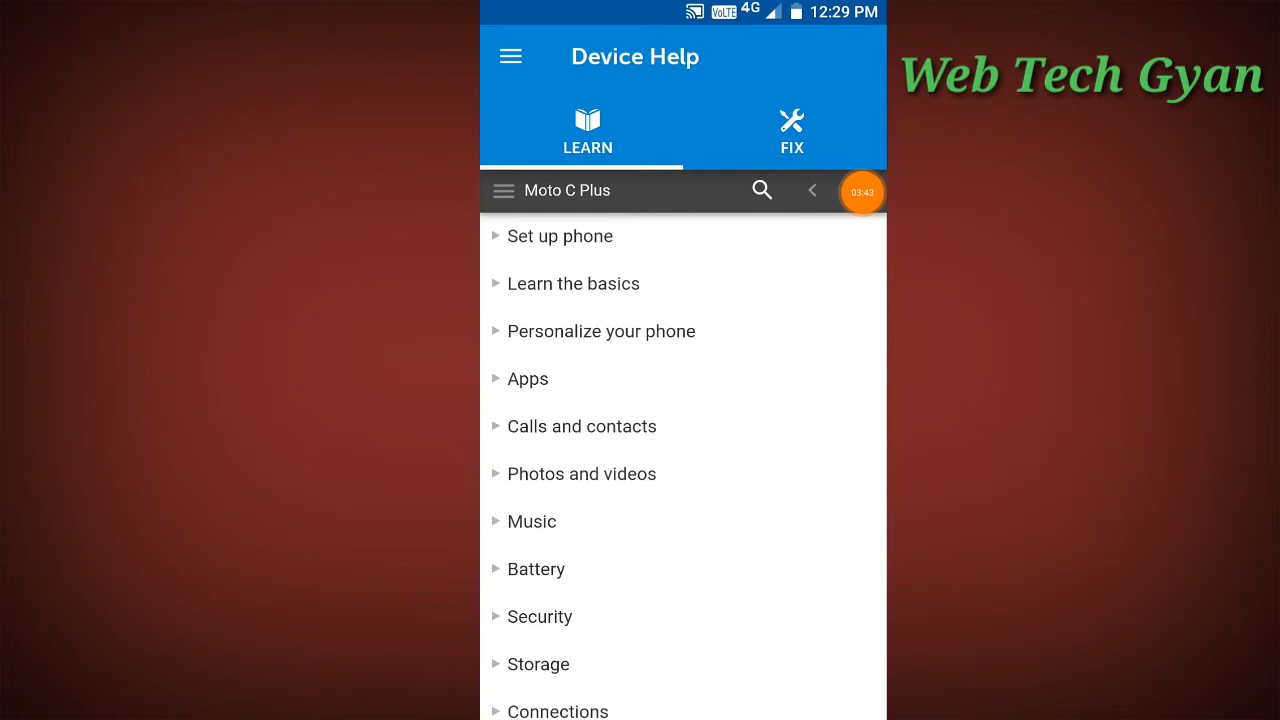 VoLTE 4G 12:29 PM
Device Help
Web Tech Gyan
LEARN
FIX
Moto C Plus
03:43
Set up phone
Learn the basics
Personalize your phone
Apps
Calls and contacts
Photos and videos
Music
Battery
Security
Storage
Connections